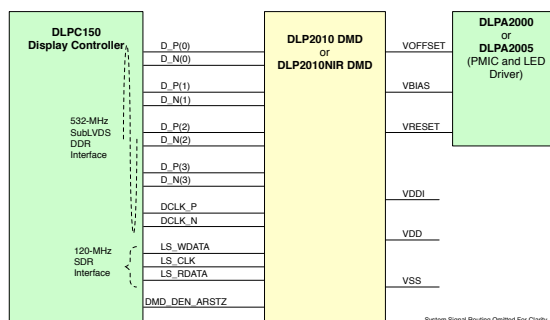 DLPC150
Display Controller
532-MHz
SubLVDS
DDR
Interface
120-MHz
SDR
Interface
D_P(0)
D_N(0)
D_P(1)
D_N(1)
D_P(2)
D_N(2)
D_P(3)
D_N(3)
DCLK_P
DCLK_N
LS_WDATA
LS_CLK
LS_RDATA
DMD_DEN_ARSTZ
DLP2010 DMD
or
DLP2010NIR DMD
VOFFSET
VBIAS
VRESET
VDDI
VDD
VSS
DLPA2000
or
DLPA2005
(PMIC and LED
Driver)
System Signal Routing Omitted For Clarity